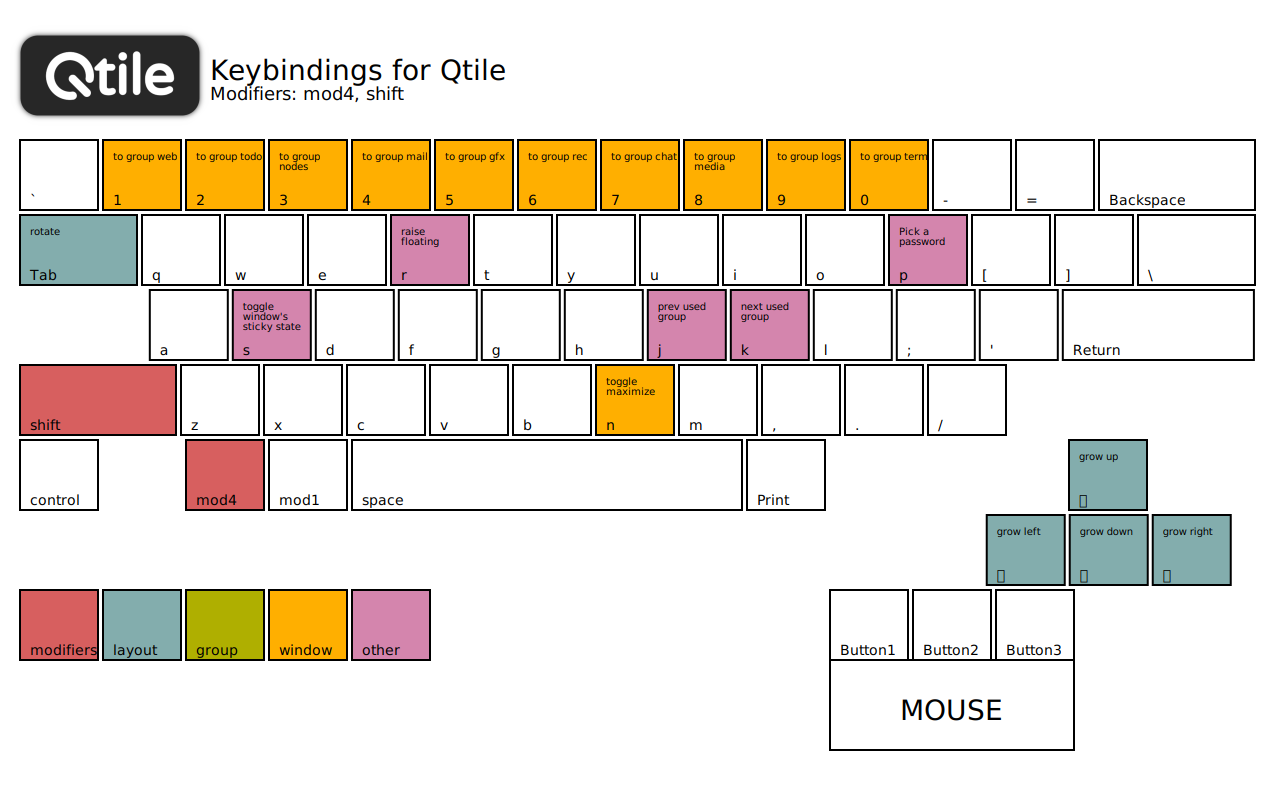 Qtile
Keybindings for Qtile
Modifiers: mod4, shift
to group web
to group todo
to group
nodes
to group mail
to group gfx
to group rec
to group chat
to group
media
to group logs
to group term
`
1
2
3
4
5
6
7
8
9
0
-
=
Backspace
rotate
raise
floating
Pick a
password
Tab
q
w
e
r
t
y
u
i
o
p
[
]
\
toggle
window's
sticky state
prev used
group
next used
group
a
s
d
f
g
h
j
k
l
;
'
Return
toggle
maximize
shift
z
x
c
v
b
n
m
,
.
/
grow up
control
mod4
mod1
space
Print
grow left
grow down
grow right
modifiers
layout
group
window
other
Button1
Button2
Button3
MOUSE